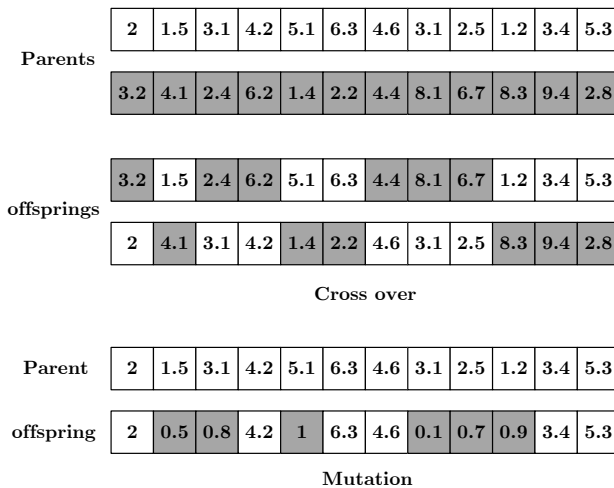 2 1.5 3.1 4.2 5.1 6.3 4.6 3.1 2.5 1.2 3.4 5.3
Parents
3.2 4.1 2.4 6.2 1.4 2.2 4.4 8.1 6.7 8.3 9.4 2.8
3.2 1.5 2.4 6.2 5.1 6.3 4.4 8.1 6.7 1.2 3.4 5.3
offsprings
2 4.1 3.1 4.2 1.4 2.2 4.6 3.1 2.5 8.3 9.4 2.8
Cross over
Parent 2 1.5 3.1 4.2 5.1 6.3 4.6 3.1 2.5 1.2 3.4 5.3
offspring 2 0.5 0.8 4.2 1 6.3 4.6 0.1 0.7 0.9 3.4 5.3
Mutation